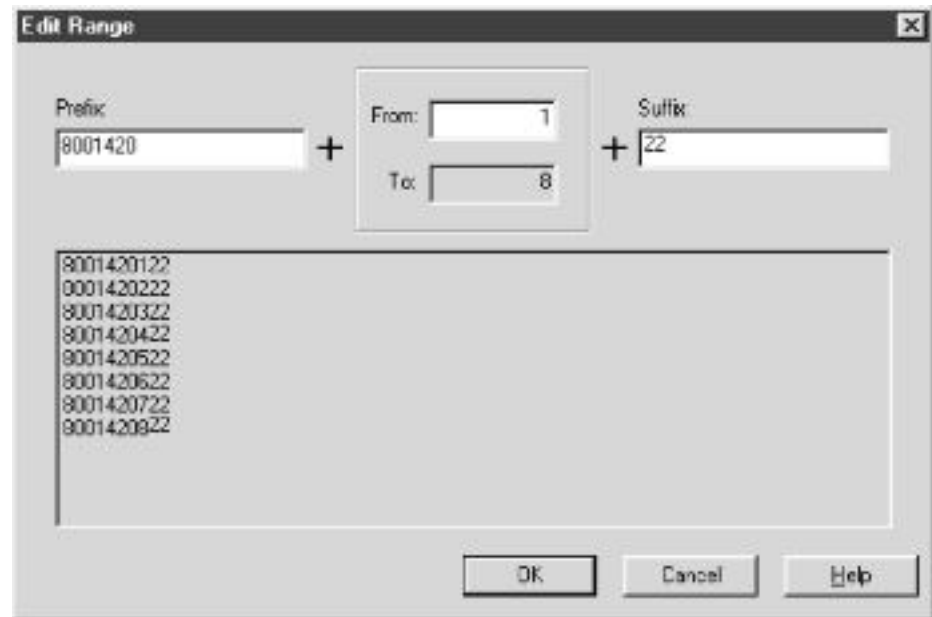 Edit Range
Prefix:
8001420
+
From:
1
To:
8
+
Suffix:
22
8001420122
8001420222
8001420322
8001420422
8001420522
8001420622
8001420722
8001420822
OK
Cancel
Help